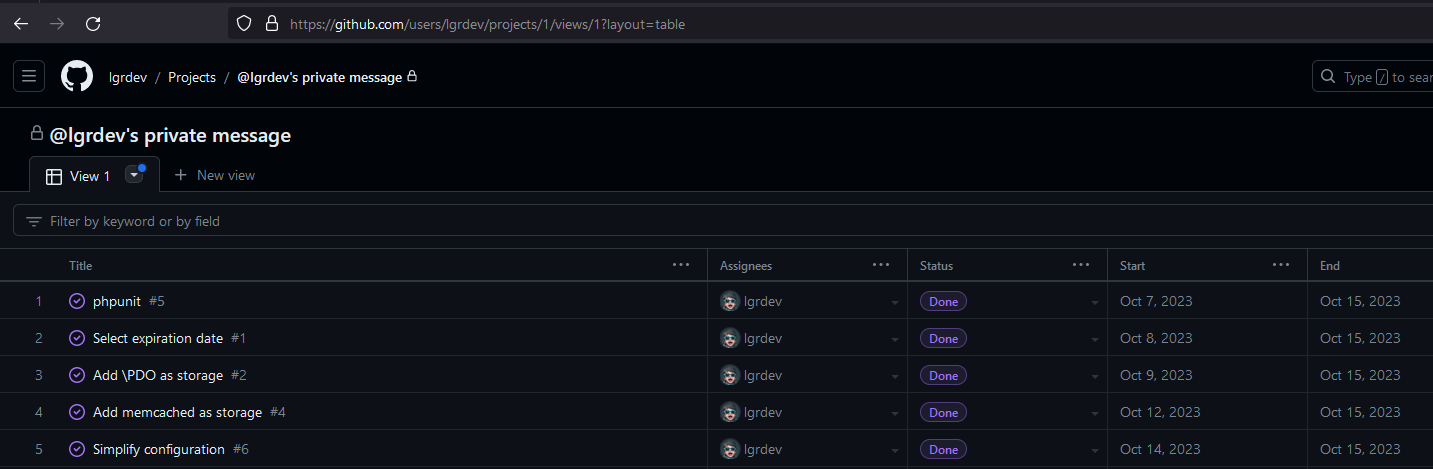 https://github.com/users/lgrdev/projects/1/views/1?layout=table
lgrdev / Projects / @lgrdev's private message
Type / to sear
@lgrdev's private message
View 1
New view
Filter by keyword or by field
Title ... Assignees ... Status ... Start ... End
1 phpunit #5 lgrdev Done Oct 7, 2023 Oct 15, 2023
2 Select expiration date #1 lgrdev Done Oct 8, 2023 Oct 15, 2023
3 Add \PDO as storage #2 lgrdev Done Oct 9, 2023 Oct 15, 2023
4 Add memcached as storage #4 lgrdev Done Oct 12, 2023 Oct 15, 2023
5 Simplify configuration #6 lgrdev Done Oct 14, 2023 Oct 15, 2023